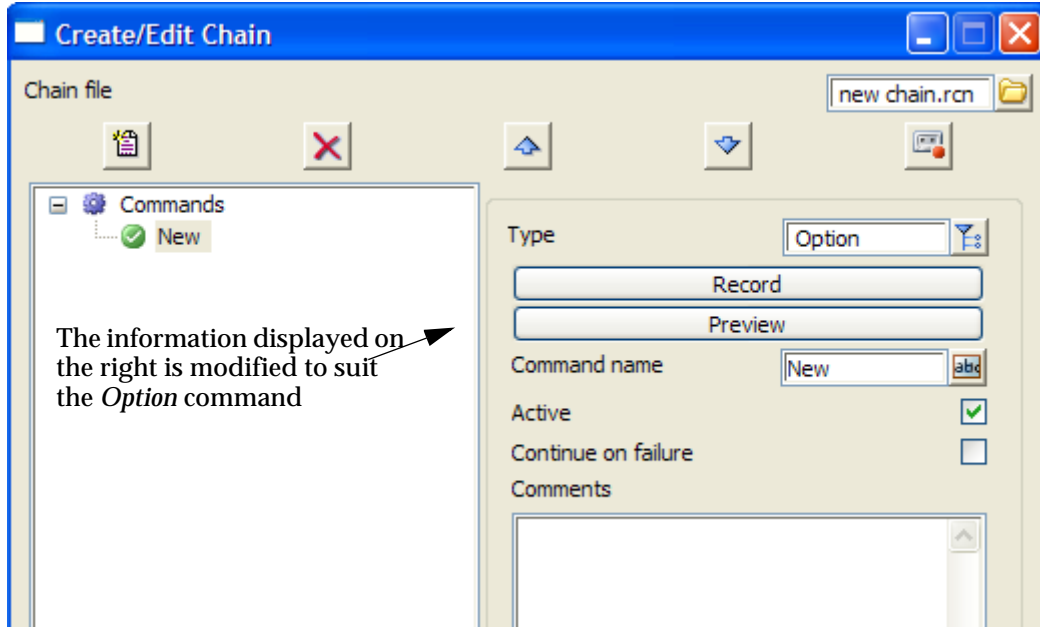 Create/Edit Chain
Chain file
new chain.rcn
Commands
New
Type
Option
Record
Preview
The information displayed on
the right is modified to suit
the Option command
Command name
New
abc
Active
Continue on failure
Comments